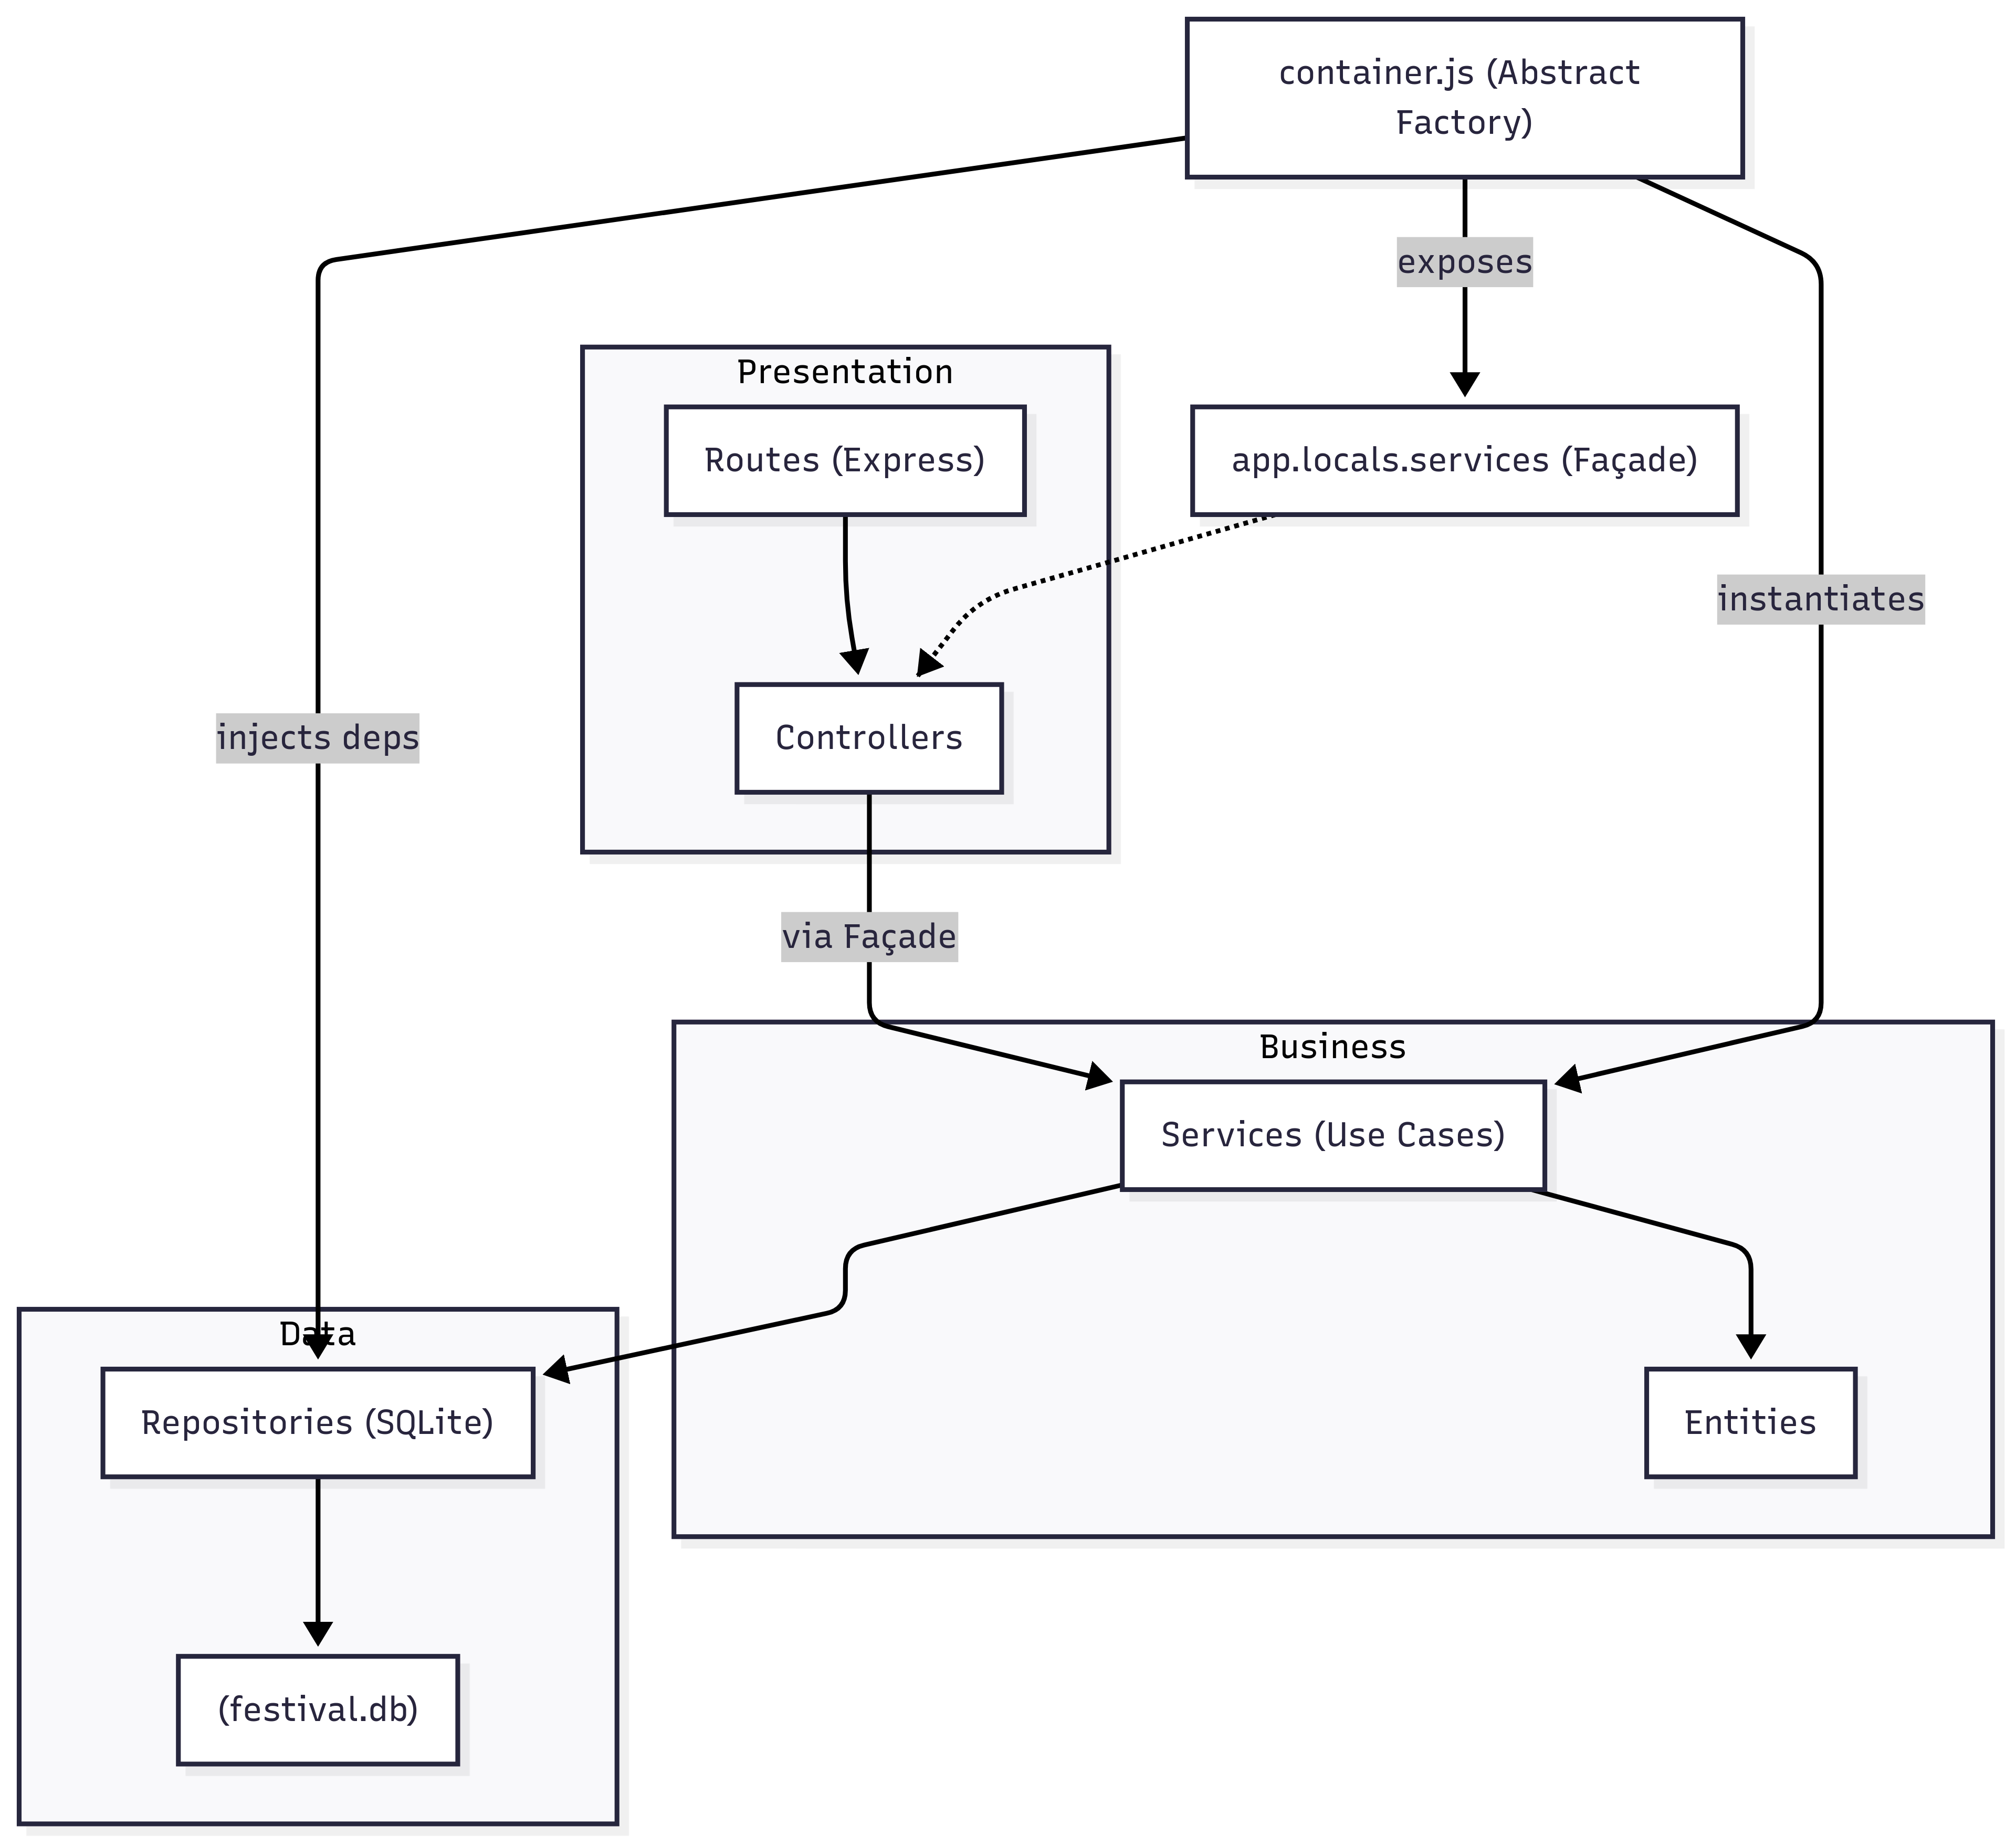 container.js (Abstract
Factory)
exposes
Presentation
Routes (Express)
app.locals.services (Façade)
instantiates
injects deps
Controllers
via Façade
Business
Services (Use Cases)
Data
Repositories (SQLite)
Entities
(festival.db)